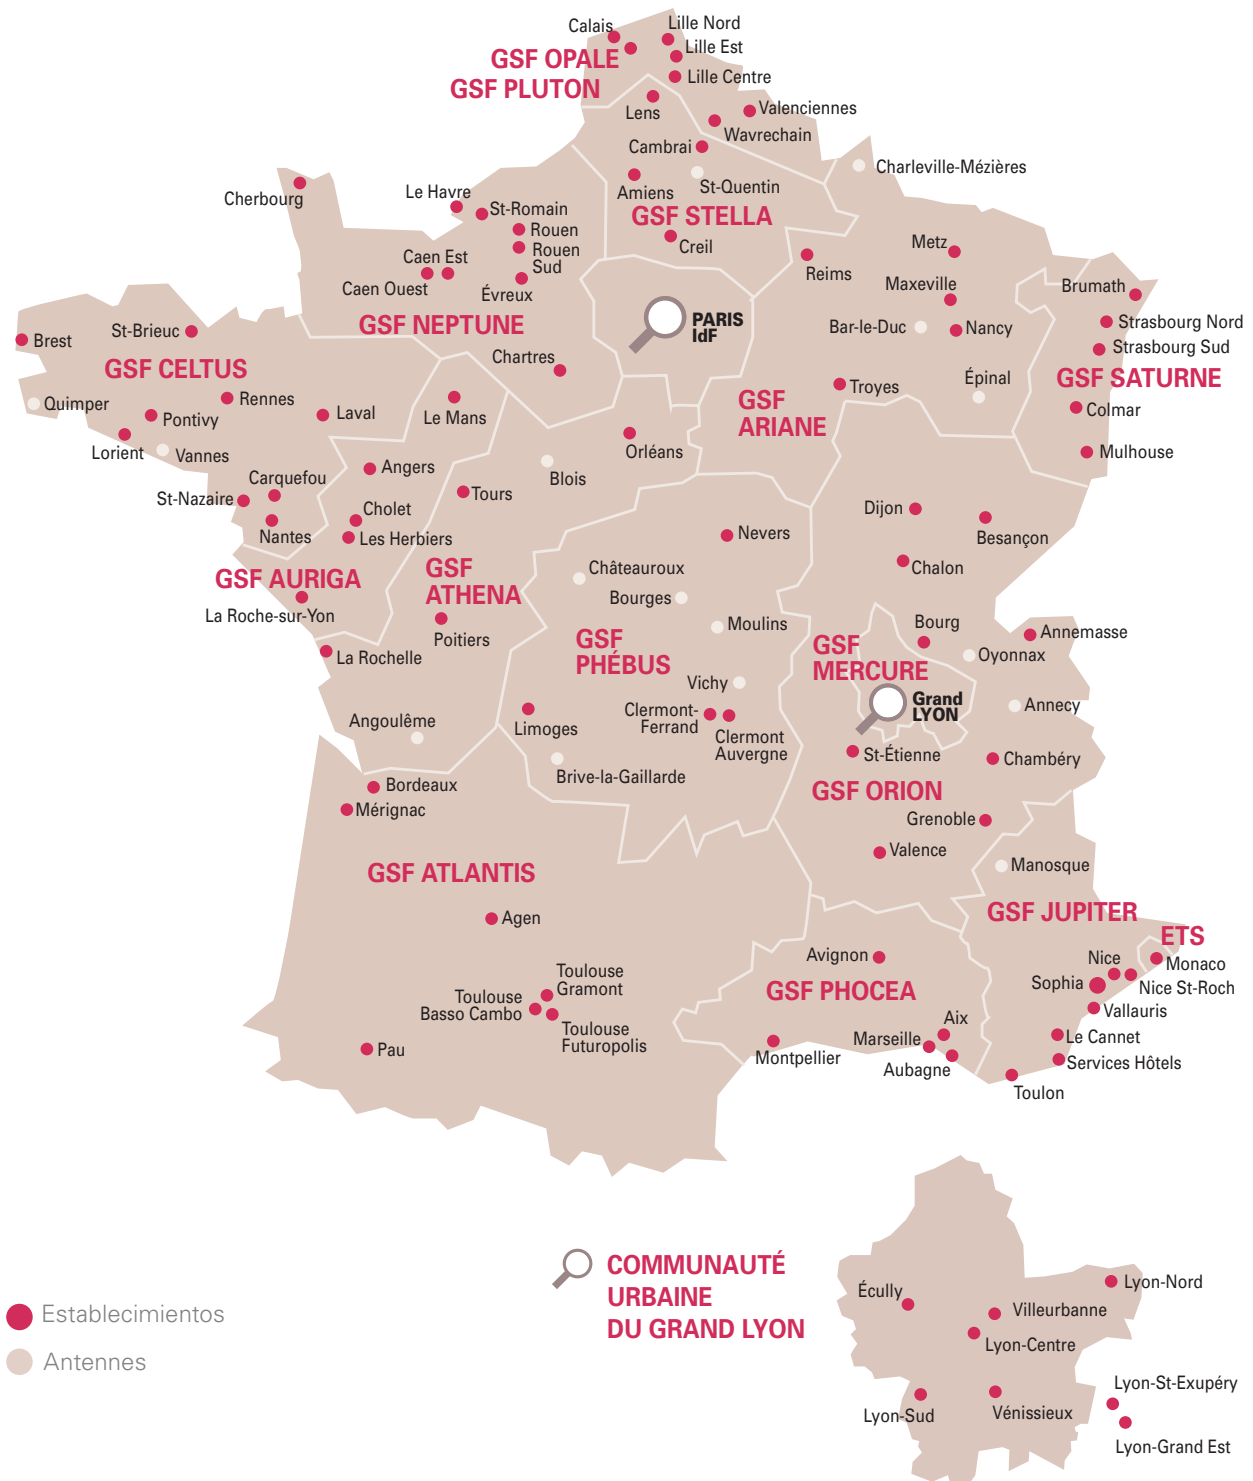 Calais
Lille Nord
Lille Est
GSF OPALE
GSF PLUTON
Lille Centre
Lens
Valenciennes
Wavrechain
Cambrai
Charleville-Mézières
St-Quentin
Amiens
GSF STELLA
Creil
Cherbourg
Le Havre
St-Romain
Rouen
Rouen
Sud
Caen Est
Caen Ouest
Évreux
GSF NEPTUNE
Chartres
PARIS
IdF
Reims
Metz
Maxeville
Bar-le-Duc
Nancy
Brumath
Strasbourg Nord
Strasbourg Sud
GSF SATURNE
Colmar
Mulhouse
Troyes
Épinal
GSF
ARIANE
Brest
St-Brieuc
GSF CELTUS
Quimper
Rennes
Pontivy
Lorient
Vannes
Laval
Le Mans
Orléans
Blois
Angers
Carquefou
St-Nazaire
Nantes
Cholet
Les Herbiers
Tours
GSF AURIGA
La Roche-sur-Yon
GSF
ATHENA
Poitiers
La Rochelle
Angoulême
Nevers
Châteauroux
Bourges
Moulins
GSF
PHÉBUS
Vichy
Limoges
Clermont-
Ferrand
Clermont
Auvergne
Brive-la-Gaillarde
Dijon
Besançon
Chalon
Bourg
Annemasse
Oyonnax
GSF
MERCURE
Grand
LYON
Annecy
St-Étienne
Chambéry
GSF ORION
Grenoble
Valence
Bordeaux
Mérignac
GSF ATLANTIS
Agen
Toulouse
Gramont
Toulouse
Basso Cambo
Toulouse
Futuropolis
Pau
Manosque
GSF JUPITER
ETS
Monaco
Nice
Nice St-Roch
Sophia
Vallauris
Le Cannet
Services Hôtels
Toulon
Avignon
GSF PHOCEA
Aix
Marseille
Aubagne
Montpellier
COMMUNAUTÉ
URBAINE
DU GRAND LYON
Écully
Lyon-Nord
Villeurbanne
Lyon-Centre
Lyon-Sud
Vénissieux
Lyon-St-Exupéry
Lyon-Grand Est
Establecimientos
Antennes